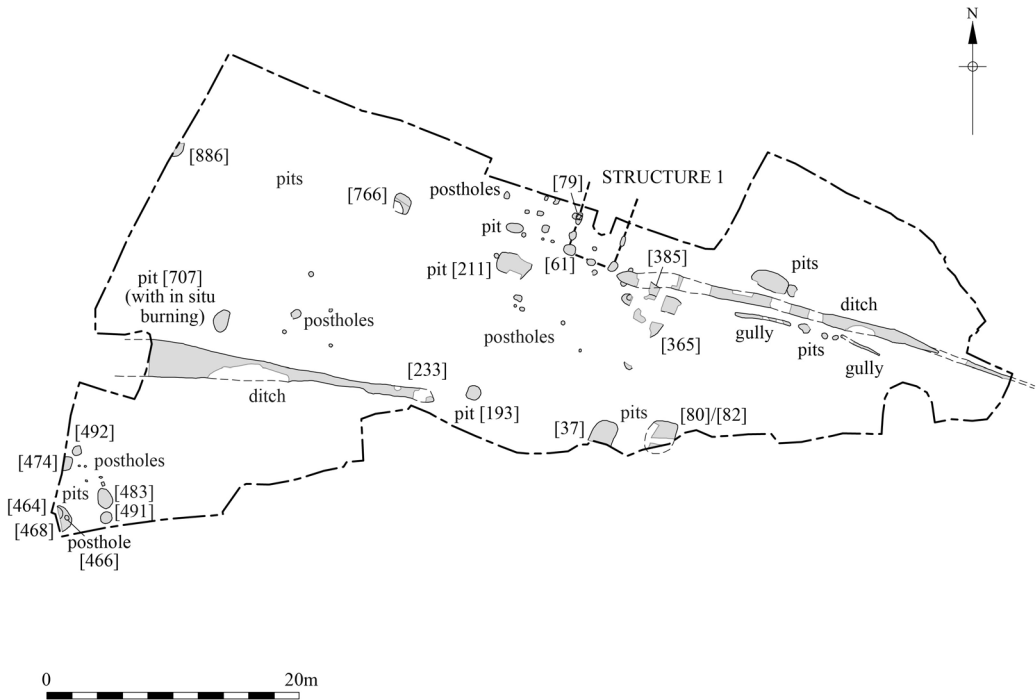 N
[886]
pits
[766]
postholes
[79]
STRUCTURE 1
pit
pit [211]
[61]
[385]
pits
pit [707]
(with in situ
burning)
postholes
postholes
[365]
gully
pits
ditch
gully
[233]
ditch
pit [193]
[37]
pits
[80]/[82]
[492]
[474]
postholes
pits
[483]
[464]
[491]
[468]
posthole
[466]
0
20m